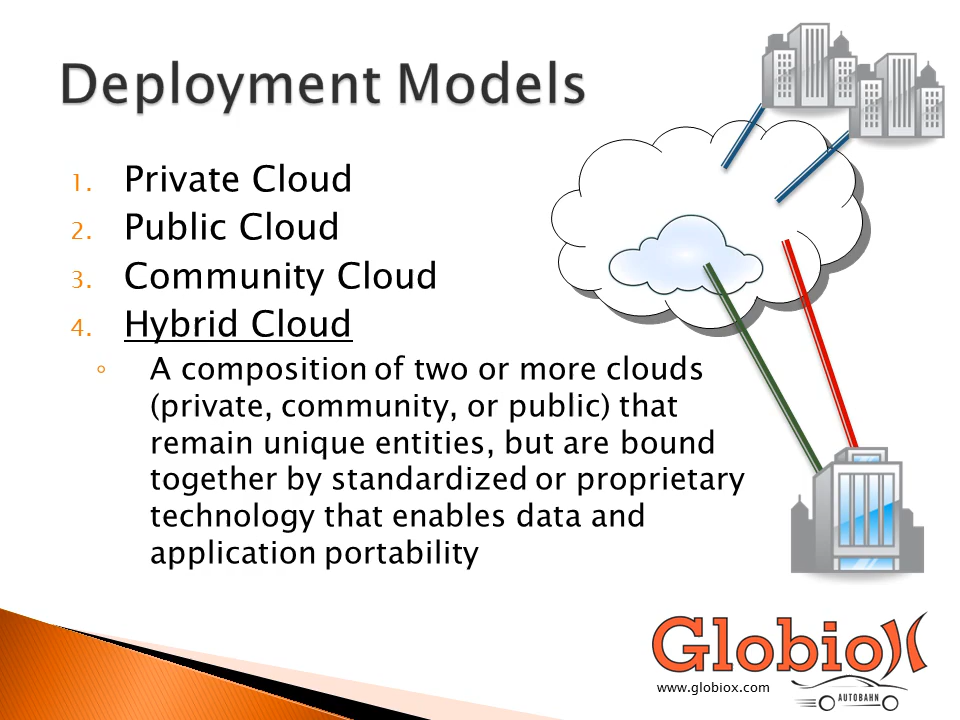 Deployment Models
1. Private Cloud
2. Public Cloud
3. Community Cloud
4. Hybrid Cloud
◦ A composition of two or more clouds
(private, community, or public) that
remain unique entities, but are bound
together by standardized or proprietary
technology that enables data and
application portability
Globiox
www.globiox.com
AUTOBAHN